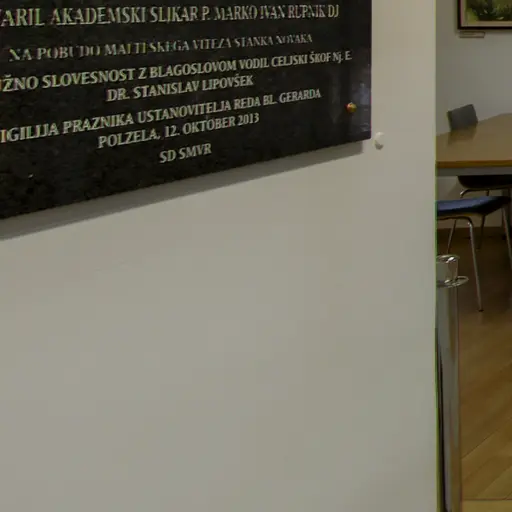 VARIL AKADEMSKI SLIKAR P. MARKO IVAN RUPNIK DJ
NA POBUDO MALTEŠKEGA VITEZA STANKA NOVAKA
UŽNO SLOVESNOST Z BLAGOSLOVOM VODIL CELJSKI ŠKOF NJ. E.
DR. STANISLAV LIPOVŠEK
IGILIJA PRAZNIKA USTANOVITELJA REDA BL. GERARDA
POLZELA, 12. OKTOBER 2013
SD SMVR